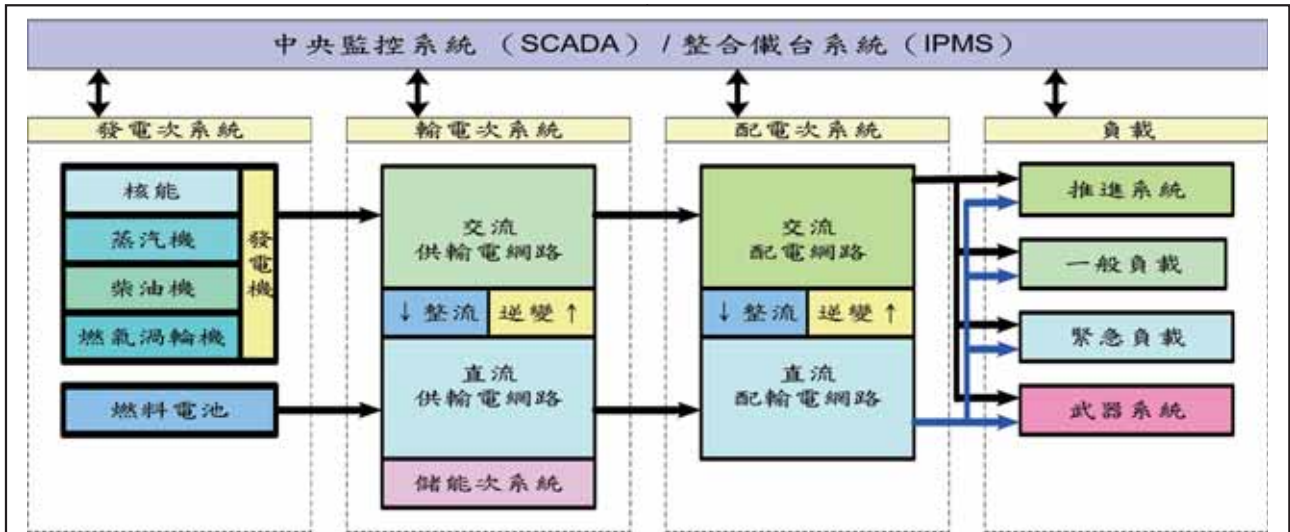 中央監控系統（SCADA）/整合儎台系統（IPMS）
發電次系統
核能
蒸汽機
柴油機
燃氣渦輪機
發電機
燃料電池
輸電次系統
交流
供輸電網路
↓整流
逆變↑
直流
供輸電網路
儲能次系統
配電次系統
交流
配電網路
↓整流
逆變↑
直流
配輸電網路
負載
推進系統
一般負載
緊急負載
武器系統